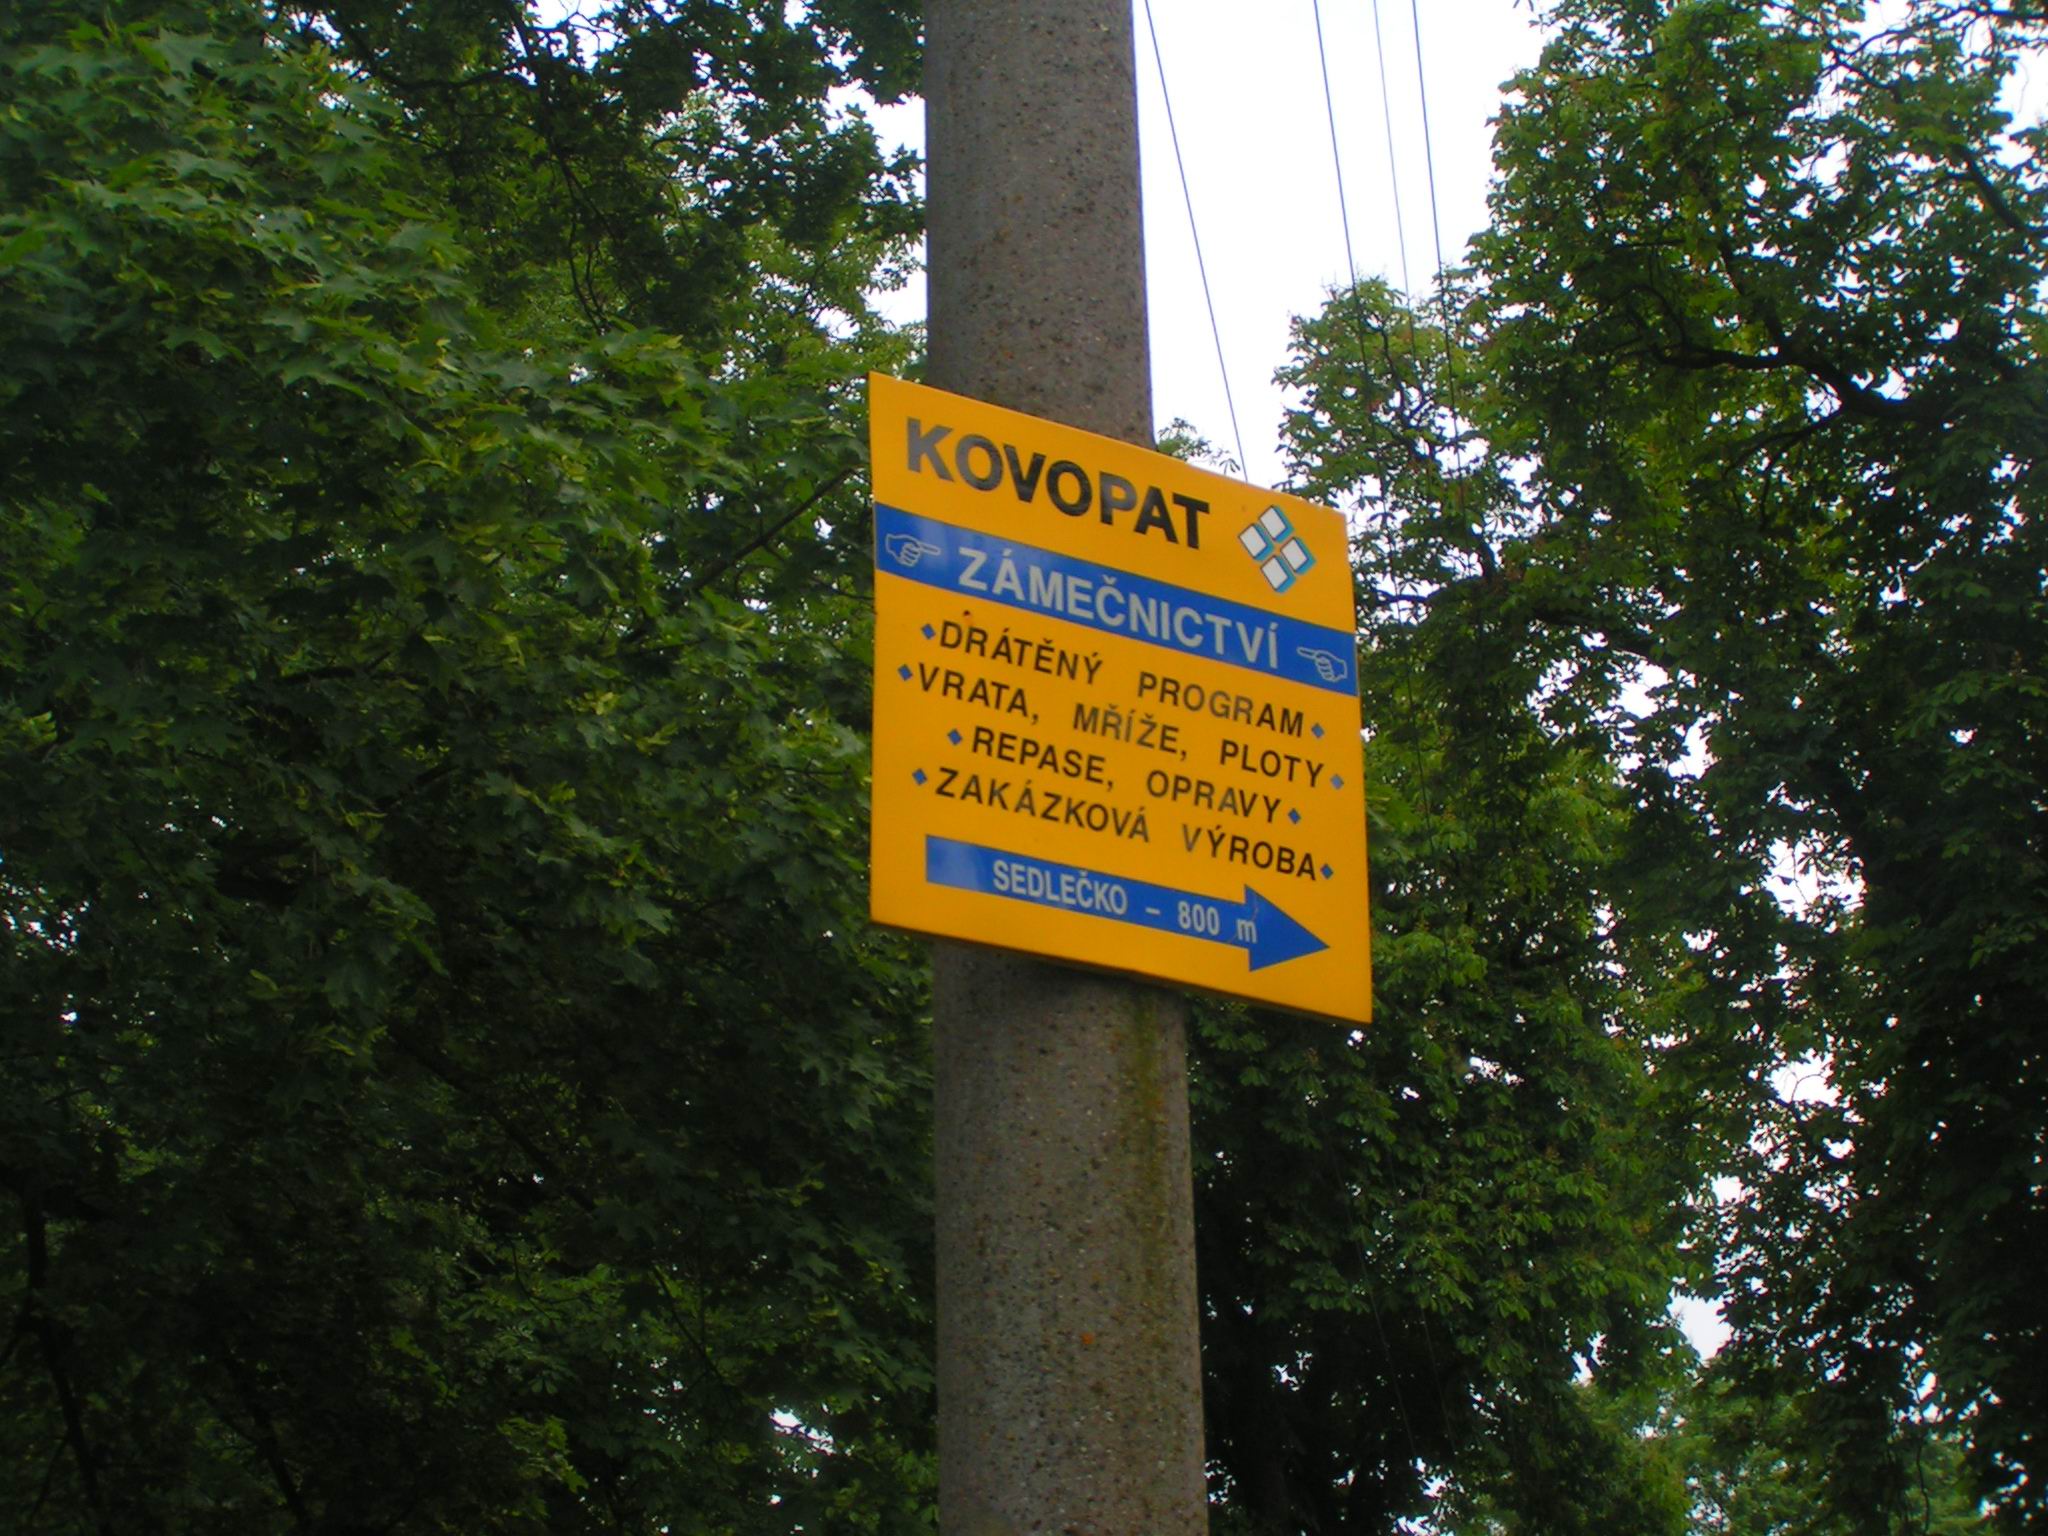 KOVOPAT
ZÁMEČNICTVÍ
DRÁTĚNÝ PROGRAM
VRATA, MŘÍŽE, PLOTY
REPASE, OPRAVY
ZAKÁZKOVÁ VÝROBA
SEDLEČKO – 800 m